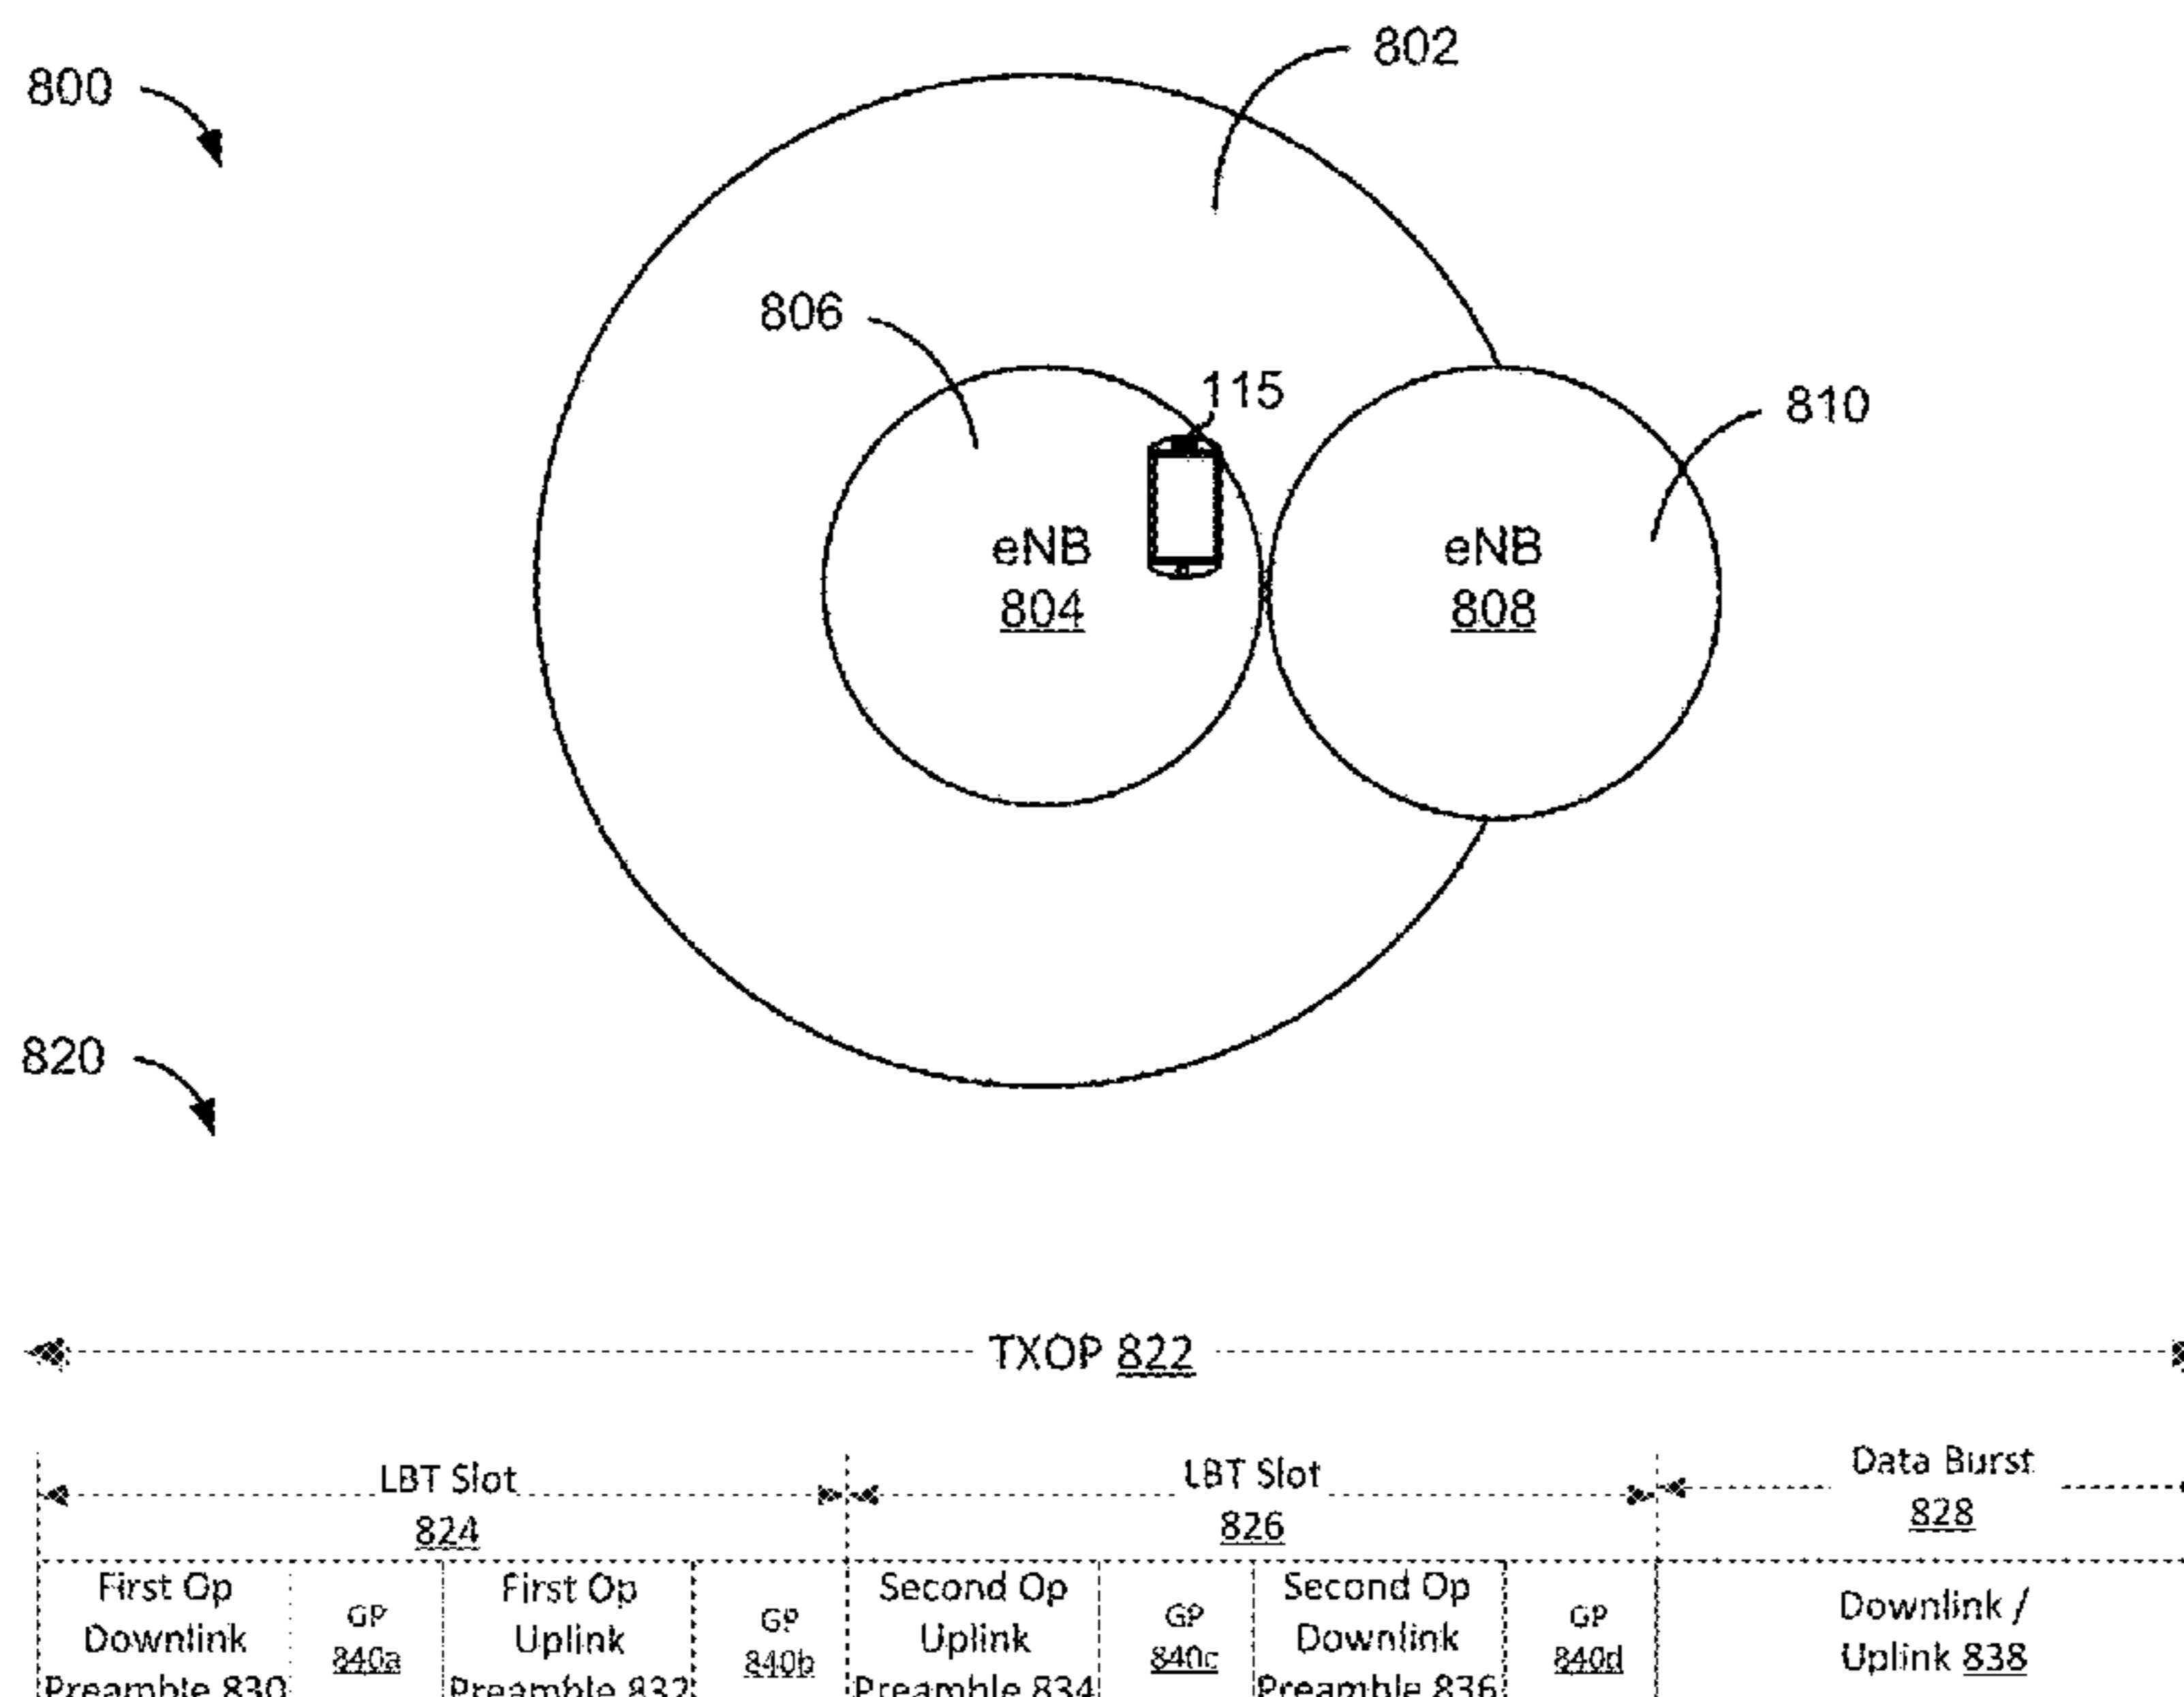 802
800
806
115
810
eNB
804
eNB
808
820
TXOP 822
LBT Slot
824
LBT Slot
826
Data Burst
828
First Op
Downlink
Preamble 830
GP
840a
First Op
Uplink
Preamble 832
GP
840b
Second Op
Uplink
Preamble 834
GP
840c
Second Op
Downlink
Preamble 836
GP
840d
Downlink /
Uplink 838